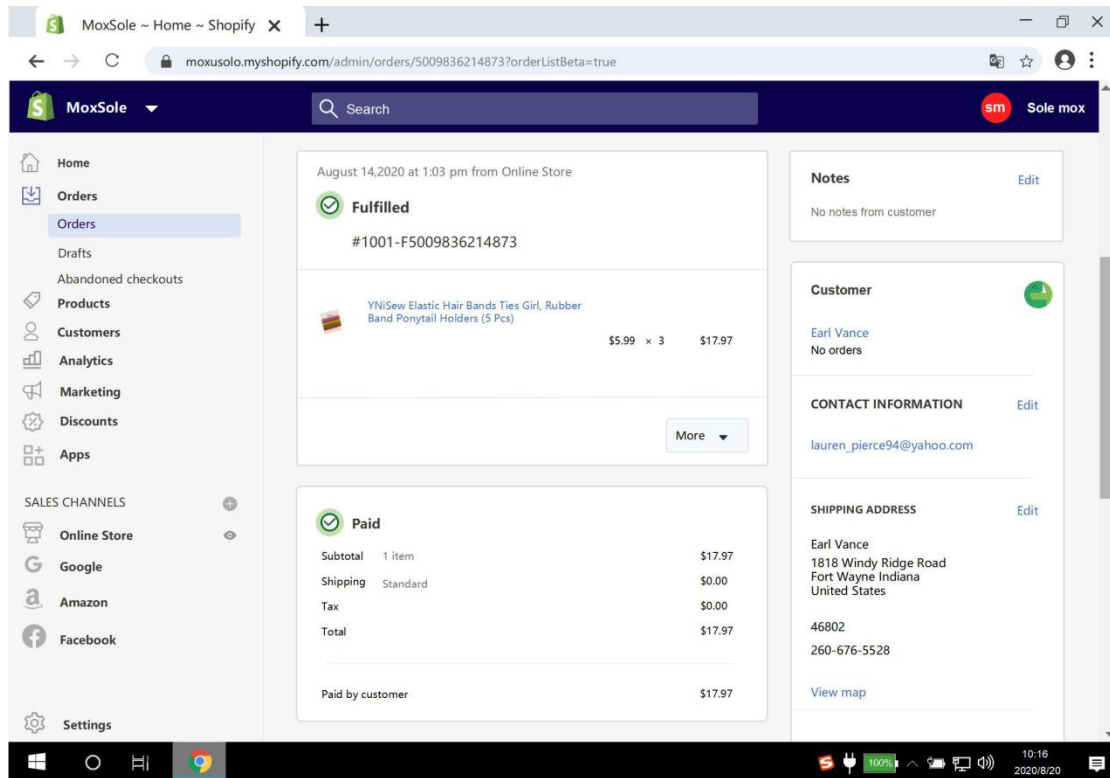 MoxSole ~ Home ~ Shopify
moxusolo.myshopify.com/admin/orders/5009836214873?orderListBeta=true
MoxSole
Search
sm
Sole mox
Home
Orders
Orders
Drafts
Abandoned checkouts
Products
Customers
Analytics
Marketing
Discounts
Apps
SALES CHANNELS
Online Store
Google
Amazon
Facebook
Settings
August 14,2020 at 1:03 pm from Online Store
Fulfilled
#1001-F5009836214873
YNiSew Elastic Hair Bands Ties Girl, Rubber
Band Ponytail Holders (5 Pcs)
$5.99 × 3 $17.97
More
Paid
Subtotal 1 item $17.97
Shipping Standard $0.00
Tax $0.00
Total $17.97
Paid by customer $17.97
Notes Edit
No notes from customer
Customer
Earl Vance
No orders
CONTACT INFORMATION Edit
lauren_pierce94@yahoo.com
SHIPPING ADDRESS Edit
Earl Vance
1818 Windy Ridge Road
Fort Wayne Indiana
United States
46802
260-676-5528
View map
100%
10:16
2020/8/20